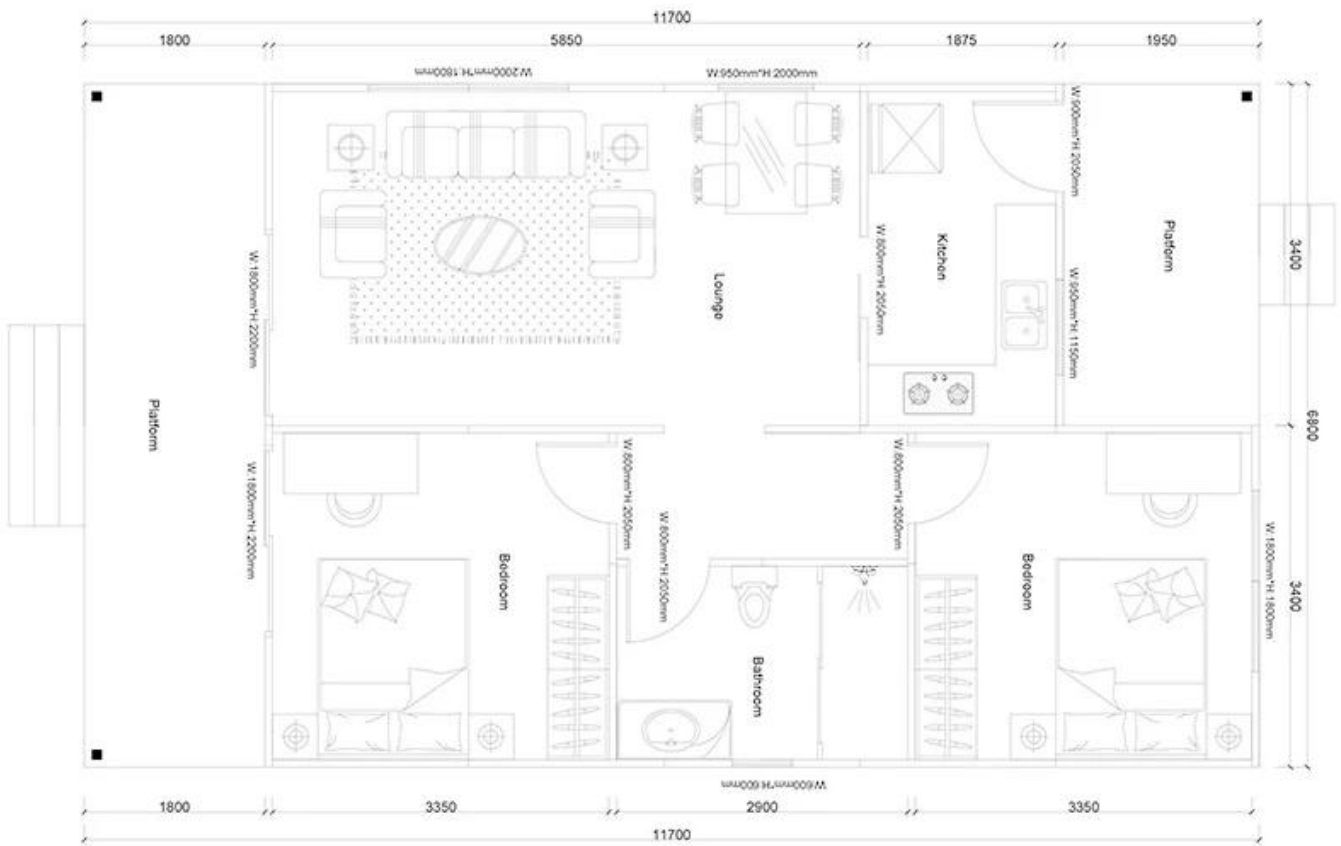 11700
1800
5850
1875
1950
W:2000mm*H:1800mm
W:950mm*H:2000mm
W:900mm*H:2050mm
W:1800mm*H:2200mm
Lounge
W:800mm*H:2050mm
Kitchen
W:950mm*H:1150mm
Platform
3400
6800
Platform
W:1800mm*H:2200mm
Bedroom
W:800mm*H:2050mm
W:800mm*H:2050mm
W:800mm*H:2050mm
Bathroom
Bedroom
W:1800mm*H:1800mm
3400
W:600mm*H:600mm
1800
3350
2900
3350
11700